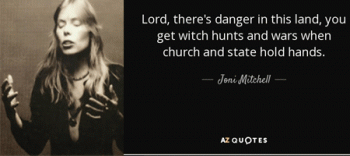 Lord, there's danger in this land, you
get witch hunts and wars when
church and state hold hands.
— Joni Mitchell —
AZ QUOTES